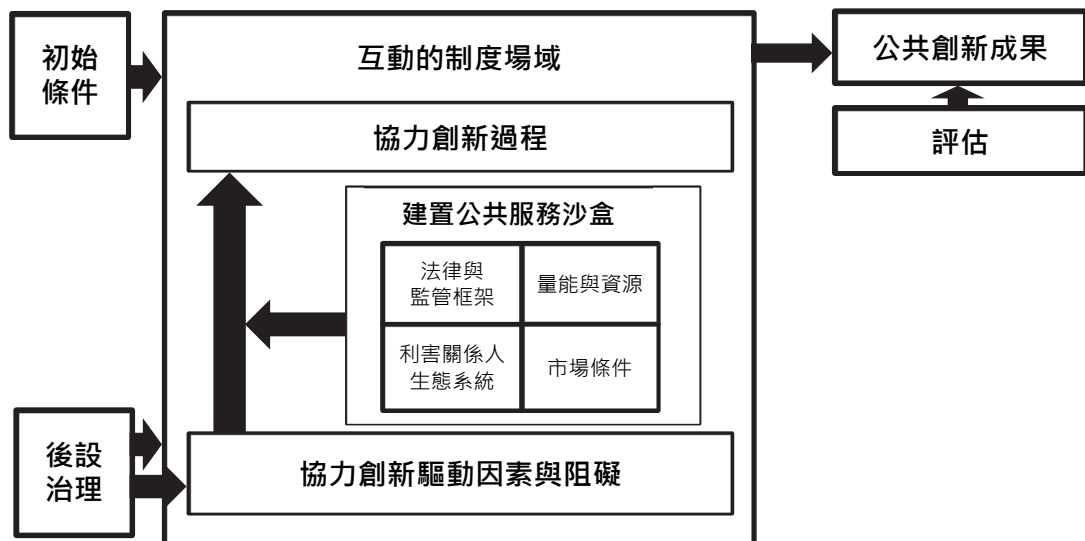 初始
條件
互動的制度場域
公共創新成果
評估
協力創新過程
建置公共服務沙盒
法律與
監管框架
量能與資源
利害關係人
生態系統
市場條件
後設
治理
協力創新驅動因素與阻礙